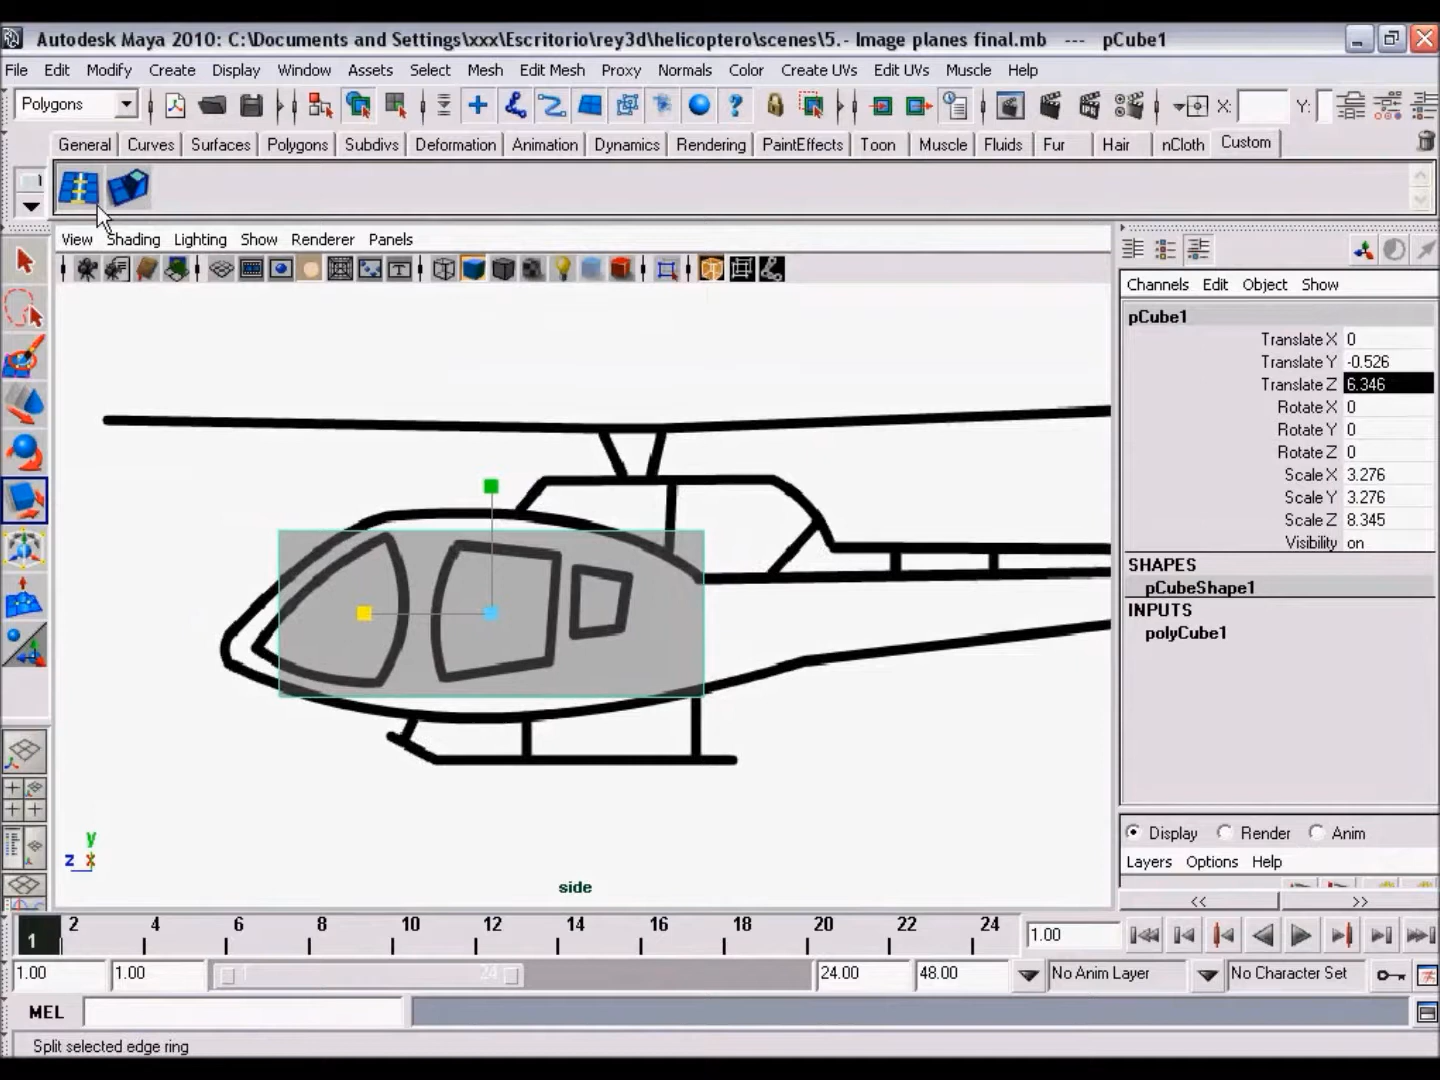 Autodesk Maya 2010: C:\Documents and Settings\xxx\Escritorio\rey3d\helicoptero\scenes\5.- Image planes final.mb --- pCube1
File Edit Modify Create Display Window Assets Select Mesh Edit Mesh Proxy Normals Color Create UVs Edit UVs Muscle Help
Polygons X: Y:
General Curves Surfaces Polygons Subdivs Deformation Animation Dynamics Rendering PaintEffects Toon Muscle Fluids Fur Hair nCloth Custom
View Shading Lighting Show Renderer Panels
Channels Edit Object Show
pCube1
Translate X 0
Translate Y -0.526
Translate Z 6.346
Rotate X 0
Rotate Y 0
Rotate Z 0
Scale X 3.276
Scale Y 3.276
Scale Z 8.345
Visibility on
SHAPES
pCubeShape1
INPUTS
polyCube1
y
z x
side
Display Render Anim
Layers Options Help
<< >>
1 2 4 6 8 10 12 14 16 18 20 22 24 1.00
1.00 1.00 1 24 24.00 48.00 No Anim Layer No Character Set
MEL
Split selected edge ring